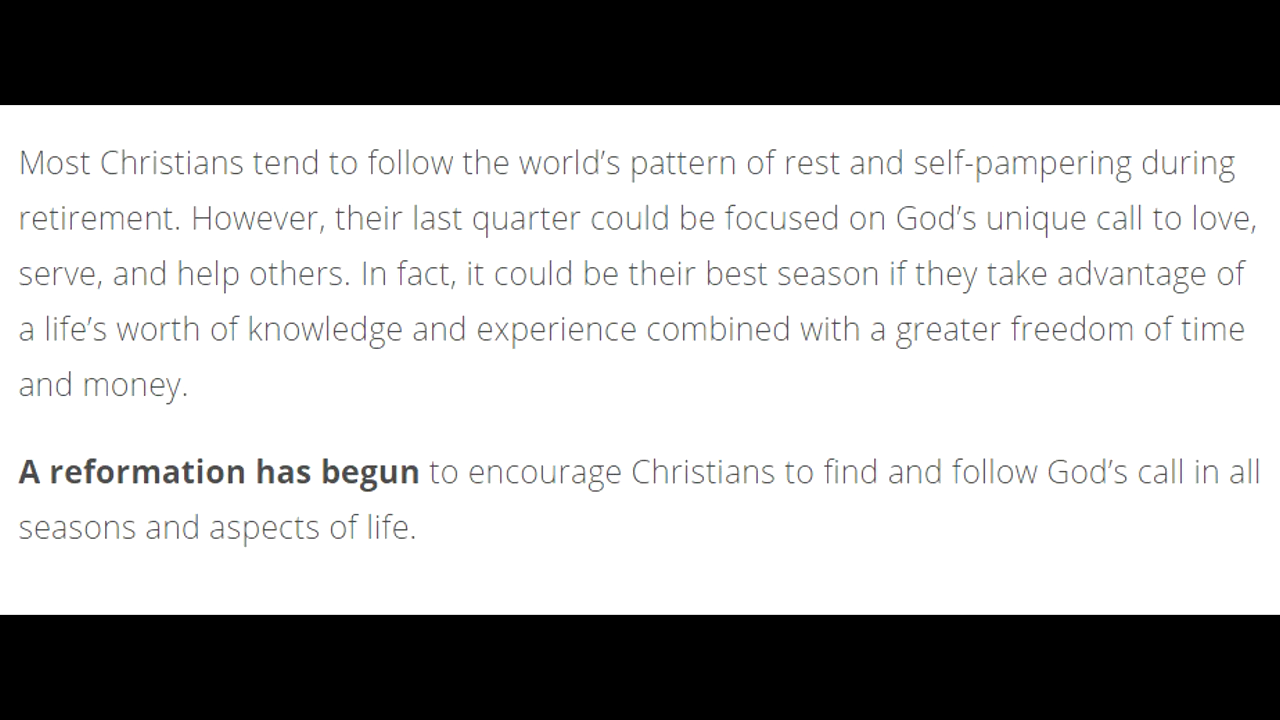 Most Christians tend to follow the world’s pattern of rest and self-pampering during
retirement. However, their last quarter could be focused on God’s unique call to love,
serve, and help others. In fact, it could be their best season if they take advantage of
a life’s worth of knowledge and experience combined with a greater freedom of time
and money.
A reformation has begun to encourage Christians to find and follow God’s call in all
seasons and aspects of life.